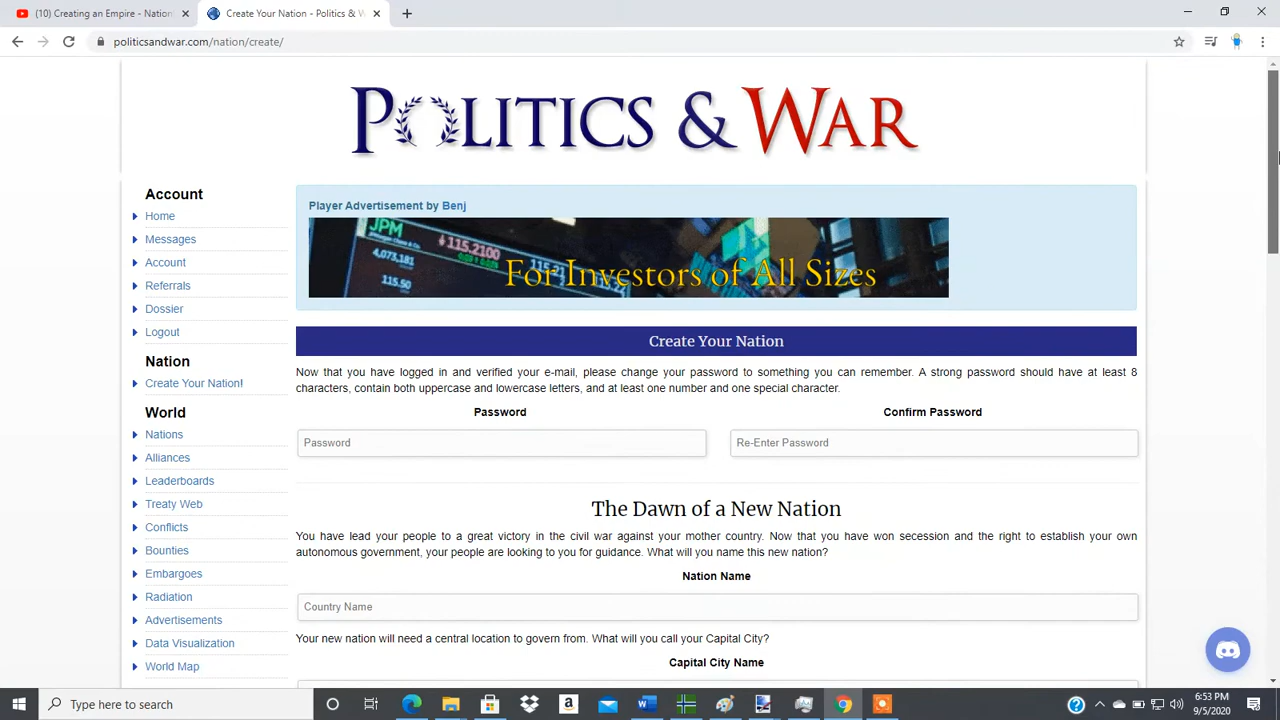 (10) Creating an Empire - Nation
Create Your Nation - Politics & W
politicsandwar.com/nation/create/
POLITICS & WAR
Account
Home
Messages
Account
Referrals
Dossier
Logout
Nation
Create Your Nation!
World
Nations
Alliances
Leaderboards
Treaty Web
Conflicts
Bounties
Embargoes
Radiation
Advertisements
Data Visualization
World Map
Player Advertisement by Benj
JPM
115.2100
4,073,181
115.50
For Investors of All Sizes
Create Your Nation
Now that you have logged in and verified your e-mail, please change your password to something you can remember. A strong password should have at least 8
characters, contain both uppercase and lowercase letters, and at least one number and one special character.
Password
Confirm Password
Password
Re-Enter Password
The Dawn of a New Nation
You have lead your people to a great victory in the civil war against your mother country. Now that you have won secession and the right to establish your own
autonomous government, your people are looking to you for guidance. What will you name this new nation?
Nation Name
Country Name
Your new nation will need a central location to govern from. What will you call your Capital City?
Capital City Name
Type here to search
6:53 PM
9/5/2020